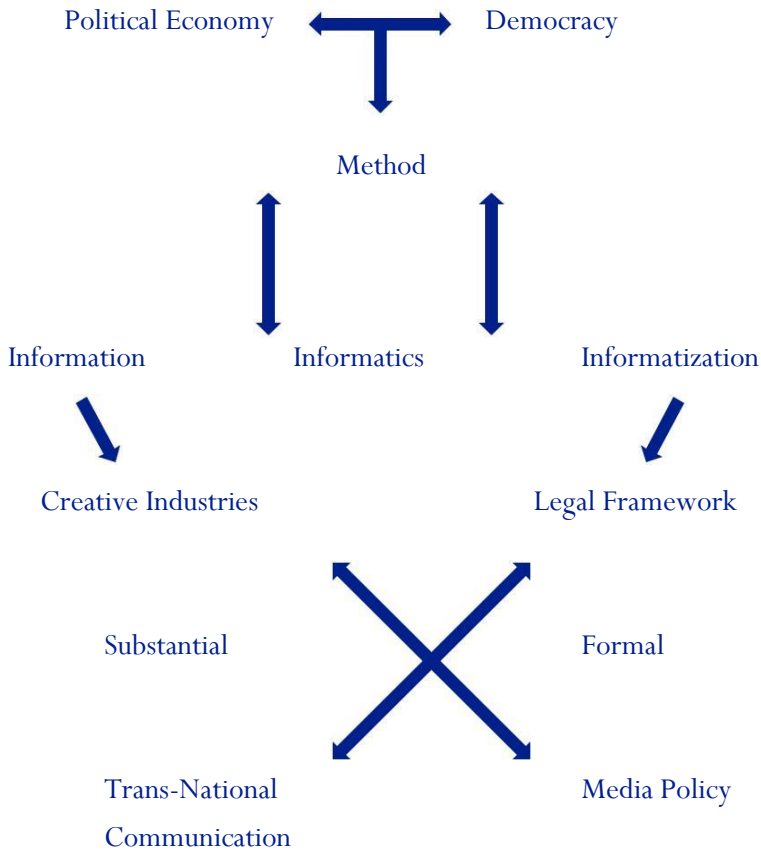 Political Economy Democracy
Method
Information Informatics Informatization
Creative Industries Legal Framework
Substantial Formal
Trans-National Media Policy
Communication